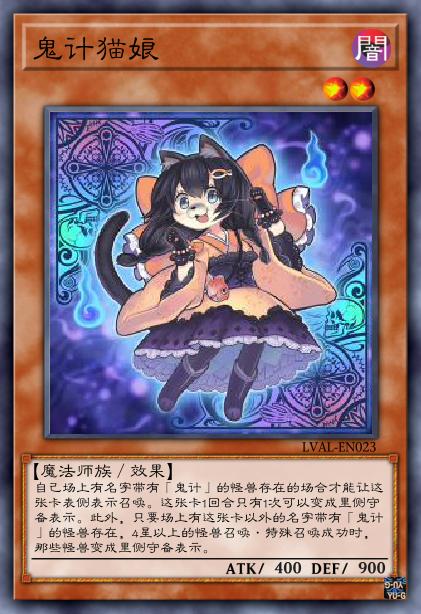 鬼计猫娘
闇
LVAL-EN023
【魔法师族／效果】
自己场上有名字带有「鬼计」的怪兽存在的场合才能让这
张卡表侧表示召唤。这张卡1回合只有1次可以变成里侧守
备表示。此外，只要场上有这张卡以外的名字带有「鬼计」
的怪兽存在，4星以上的怪兽召唤·特殊召唤成功时，
那些怪兽变成里侧守备表示。
ATK/ 400 DEF/ 900